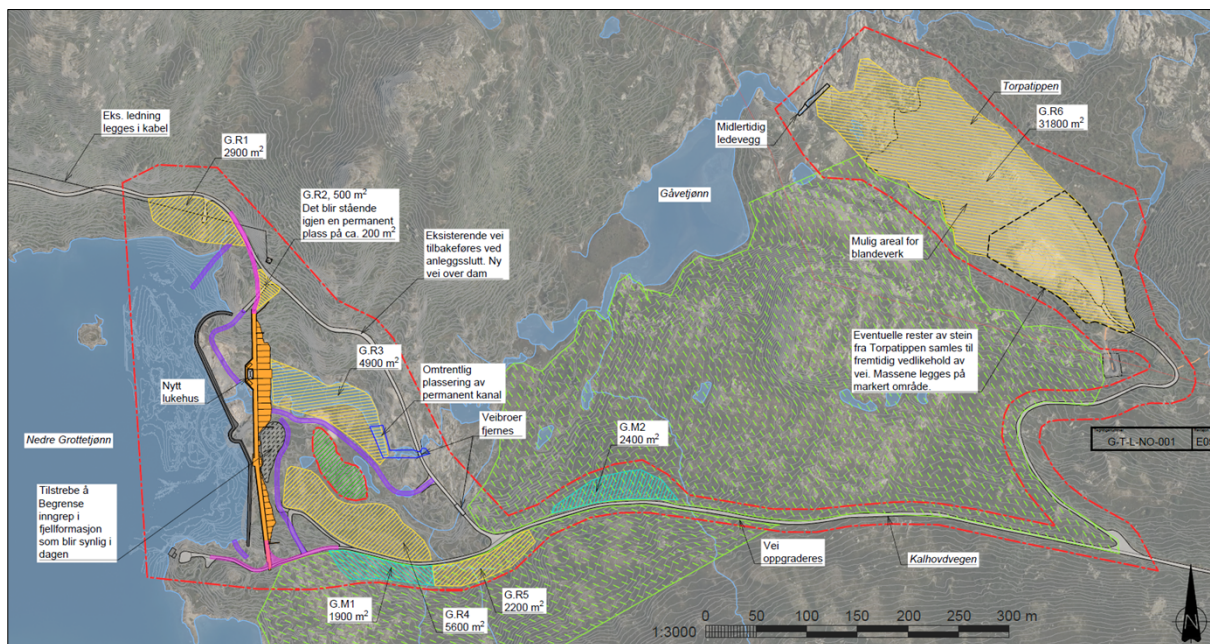 Eks. ledning
legges i kabel
G.R1
2900 m²
G.R2, 500 m²
Det blir stående
igjen en permanent
plass på ca. 200 m²
Eksisterende vei
tilbakeføres ved
anleggsslutt. Ny
vei over dam
Midlertidig
ledevegg
Gåvetjønn
Torpatippen
G.R6
31800 m²
Mulig areal for
blandeverk
G.R3
4900 m²
Omtrentlig
plassering av
permanent kanal
Nytt
lukehus
Veibroer
fjernes
Nedre Grottetjønn
Eventuelle rester av stein
fra Torpatippen samles til
fremtidig vedlikehold av
vei. Massene legges på
markert område.
G.M2
2400 m²
G-T-L-NO-001
Tilstrebe å
Begrense
inngrep i
fjellformasjon
som blir synlig i
dagen
Vei
oppgraderes
Kalhovdvegen
G.M1
1900 m²
G.R4
5600 m²
G.R5
2200 m²
1:3000
0 50 100 150 200 250 300 m
N